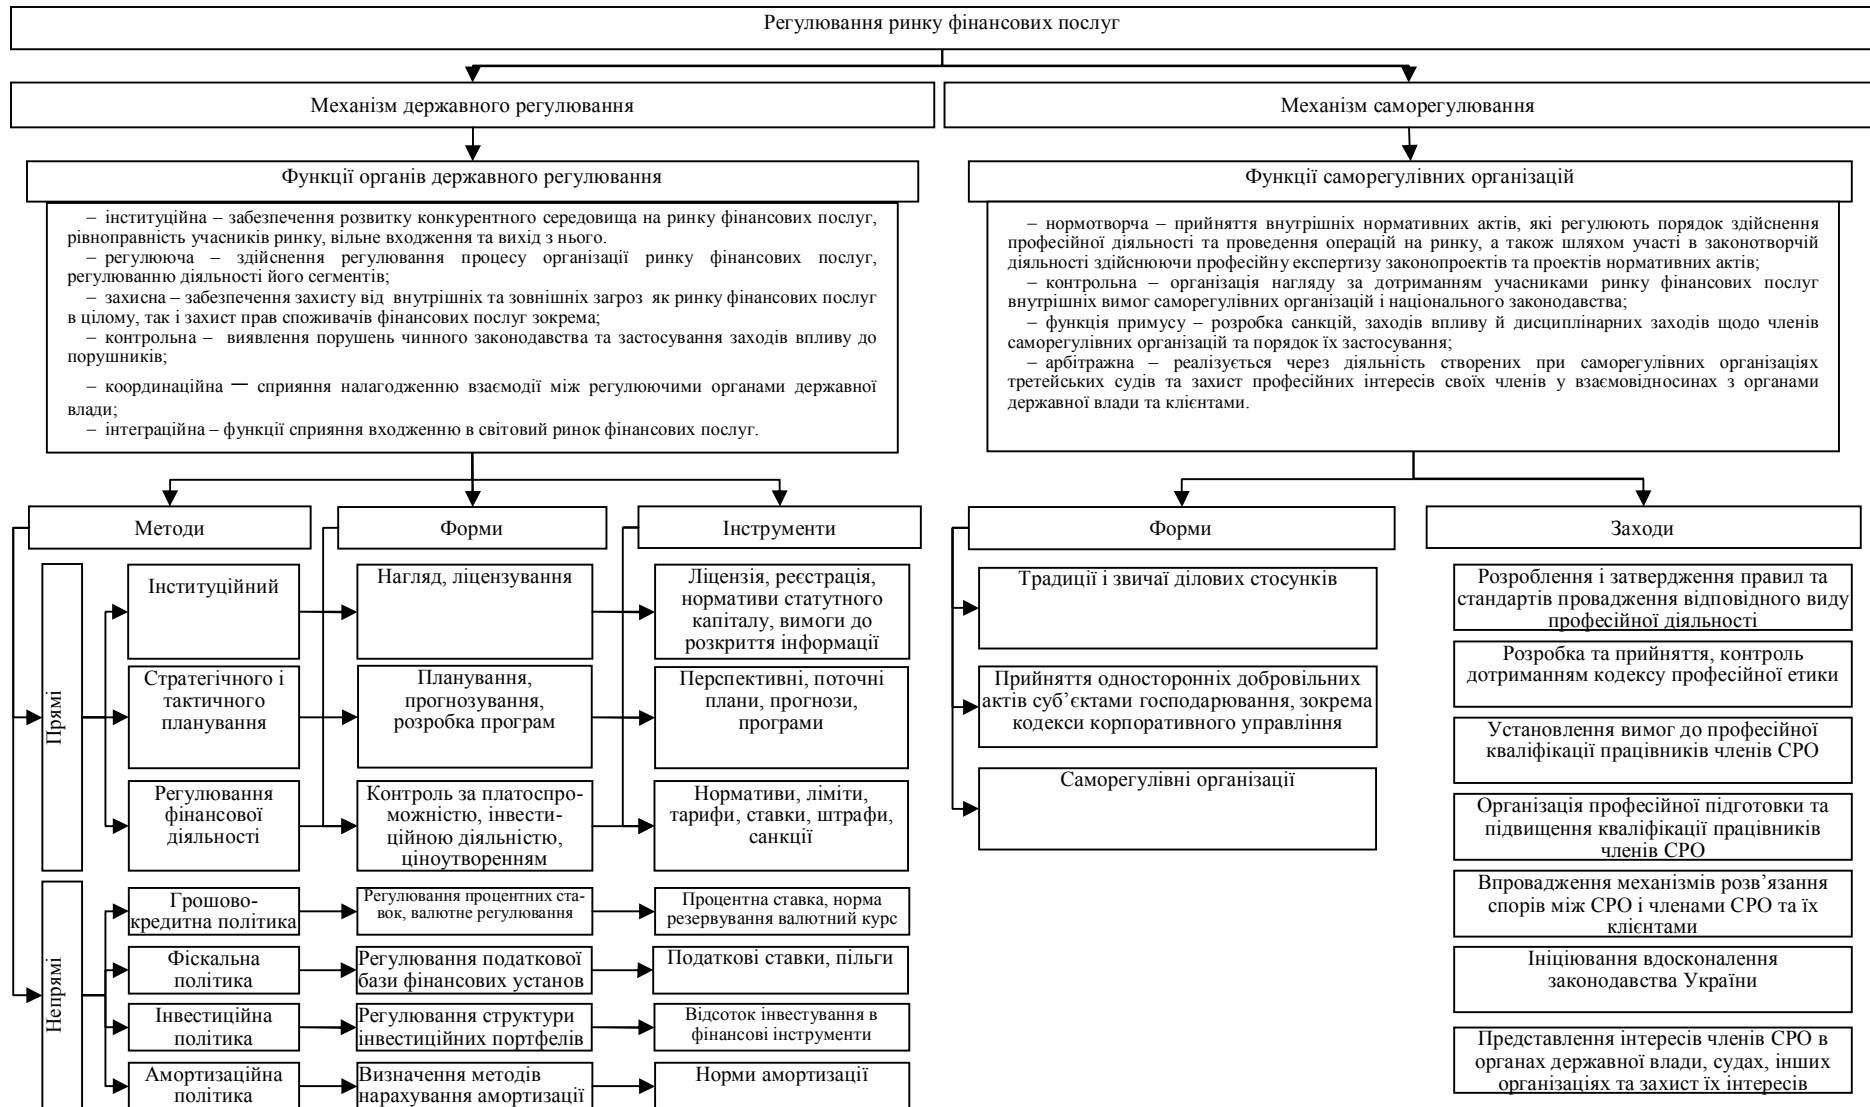 Регулювання ринку фінансових послуг
Механізм державного регулювання
Механізм саморегулювання
Функції органів державного регулювання
– інституційна – забезпечення розвитку конкурентного середовища на ринку фінансових послуг,
рівноправність учасників ринку, вільне входження та вихід з нього.
– регулююча – здійснення регулювання процесу організації ринку фінансових послуг,
регулюванню діяльності його сегментів;
– захисна – забезпечення захисту від внутрішніх та зовнішніх загроз як ринку фінансових послуг
в цілому, так і захист прав споживачів фінансових послуг зокрема;
– контрольна – виявлення порушень чинного законодавства та застосування заходів впливу до
порушників;
– координаційна — сприяння налагодженню взаємодії між регулюючими органами державної
влади;
– інтеграційна – функції сприяння входженню в світовий ринок фінансових послуг.
Функції саморегулівних організацій
– нормотворча – прийняття внутрішніх нормативних актів, які регулюють порядок здійснення
професійної діяльності та проведення операцій на ринку, а також шляхом участі в законотворчій
діяльності здійснюючи професійну експертизу законопроектів та проектів нормативних актів;
– контрольна – організація нагляду за дотриманням учасниками ринку фінансових послуг
внутрішніх вимог саморегулівних організацій і національного законодавства;
– функція примусу – розробка санкцій, заходів впливу й дисциплінарних заходів щодо членів
саморегулівних організацій та порядок їх застосування;
– арбітражна – реалізується через діяльність створених при саморегулівних організаціях
третейських судів та захист професійних інтересів своїх членів у взаємовідносинах з органами
державної влади та клієнтами.
Методи
Форми
Інструменти
Прямі
Інституційний
Нагляд, ліцензування
Ліцензія, реєстрація,
нормативи статутного
капіталу, вимоги до
розкриття інформації
Стратегічного і
тактичного
планування
Планування,
прогнозування,
розробка програм
Перспективні, поточні
плани, прогнози,
програми
Регулювання
фінансової
діяльності
Контроль за платоспро-
можністю, інвести-
ційною діяльністю,
ціноутворенням
Нормативи, ліміти,
тарифи, ставки, штрафи,
санкції
Непрямі
Грошово-
кредитна політика
Регулювання процентних ста-
вок, валютне регулювання
Процентна ставка, норма
резервування валютний курс
Фіскальна
політика
Регулювання податкової
бази фінансових установ
Податкові ставки, пільги
Інвестиційна
політика
Регулювання структури
інвестиційних портфелів
Відсоток інвестування в
фінансові інструменти
Амортизаційна
політика
Визначення методів
нарахування амортизації
Норми амортизації
Форми
Традиції і звичаї ділових стосунків
Прийняття односторонніх добровільних
актів суб’єктами господарювання, зокрема
кодекси корпоративного управління
Саморегулівні організації
Заходи
Розроблення і затвердження правил та
стандартів провадження відповідного виду
професійної діяльності
Розробка та прийняття, контроль
дотриманням кодексу професійної етики
Установлення вимог до професійної
кваліфікації працівників членів СРО
Організація професійної підготовки та
підвищення кваліфікації працівників
членів СРО
Впровадження механізмів розв’язання
спорів між СРО і членами СРО та їх
клієнтами
Ініціювання вдосконалення
законодавства України
Представлення інтересів членів СРО в
органах державної влади, судах, інших
організаціях та захист їх інтересів